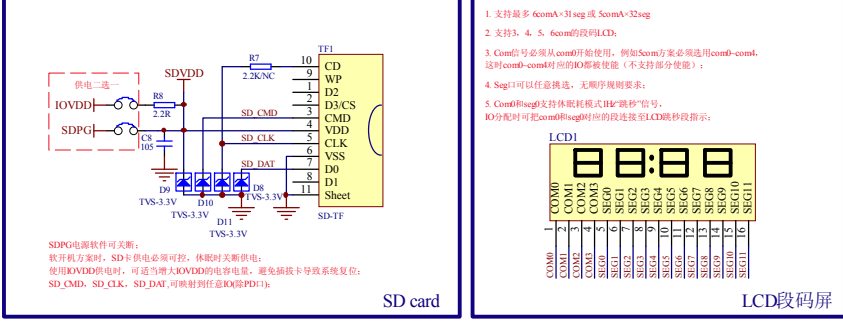 TF1
R7
2.2K/NC
SDVDD
供电二选一
IOVDD
SDPG
R8
2.2R
C8
105
SD_CMD
SD_CLK
SD_DAT
10 CD
9 WP
1 D2
2 D3/CS
3 CMD
4 VDD
5 CLK
6 VSS
7 D0
8 D1
11 Sheet
SD-TF
D9
TVS-3.3V
D10
TVS-3.3V
D11
TVS-3.3V
D8
TVS-3.3V
SDPG电源软件可关断;
软开机方案时，SD卡供电必须可控，休眠时关断供电;
使用IOVDD供电时，可适当增大IOVDD的电容电量，避免插拔卡导致系统复位;
SD_CMD，SD_CLK，SD_DAT,可映射到任意IO(除PD口);
SD card
1. 支持最多 6comA×31seg 或 5comA×32seg
2. 支持3，4，5，6com的段码LCD;
3. Com信号必须从com0开始使用，例如5com方案必须选用com0~com4,
这时com0~com4对应的IO都被使能（不支持部分使能）;
4. Seg口可以任意挑选，无顺序规则要求;
5. Com0和seg0支持休眠耗模式1Hz“跳秒”信号,
IO分配时可把com0和seg0对应的段连接至LCD跳秒段指示;
LCD1
88:88
COM0 COM1 COM2 COM3 SEG0 SEG1 SEG2 SEG3 SEG4 SEG5 SEG6 SEG7 SEG8 SEG9 SEG10 SEG11
1 2 3 4 5 6 7 8 9 10 11 12 13 14 15 16
COM0 COM1 COM2 COM3 SEG0 SEG1 SEG2 SEG3 SEG4 SEG5 SEG6 SEG7 SEG8 SEG9 SEG10 SEG11
LCD段码屏